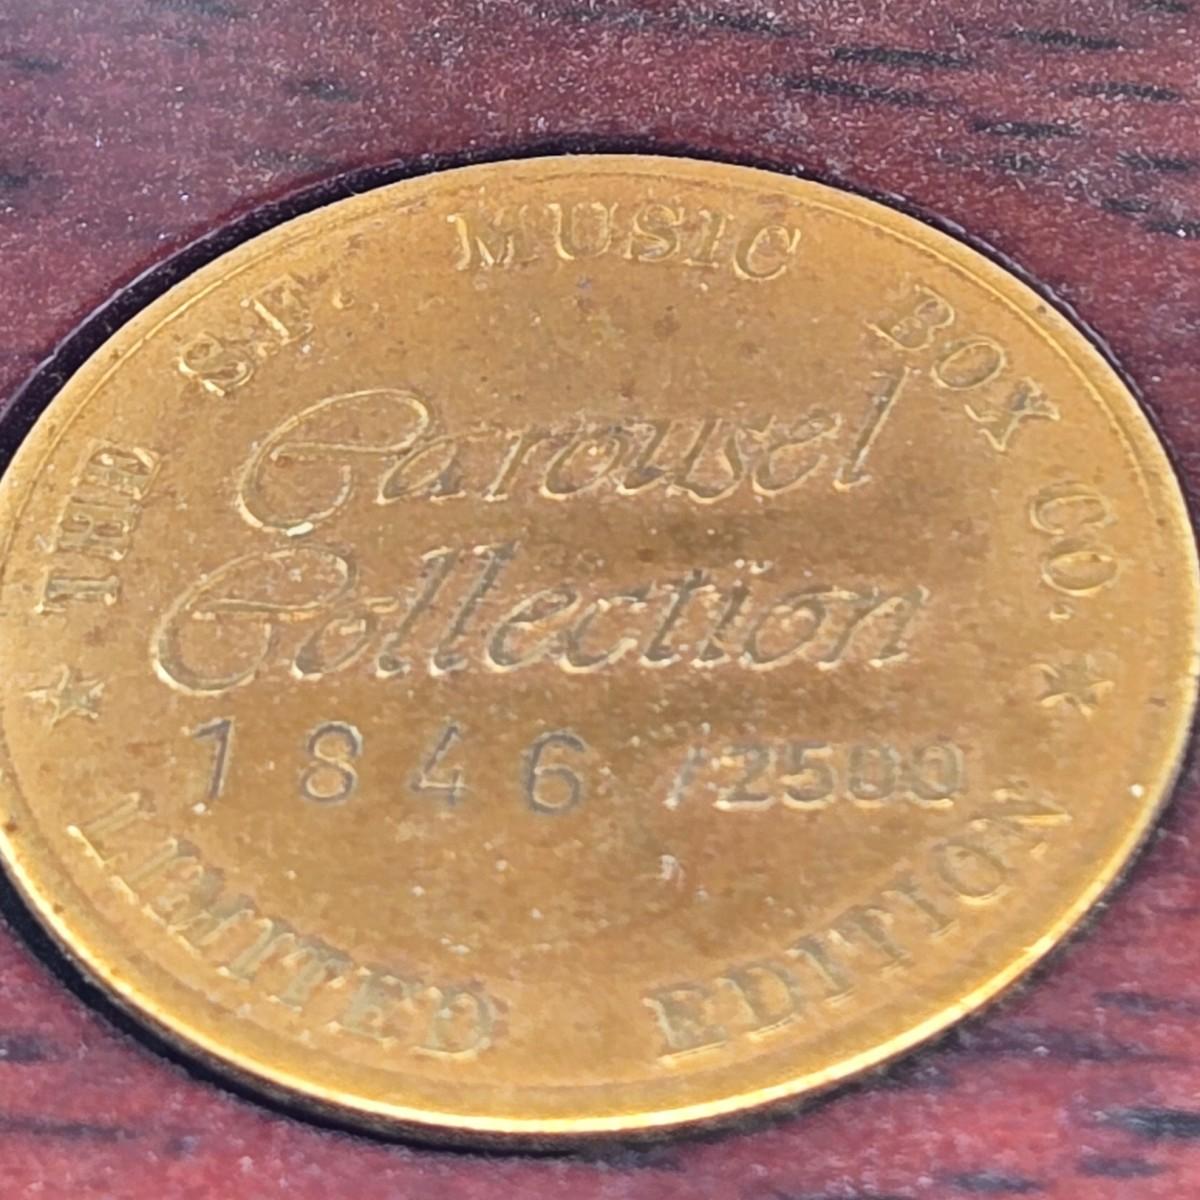 ★ THE S.F. MUSIC BOX CO. ★
Carousel
Collection
1846 /2500
LIMITED EDITION